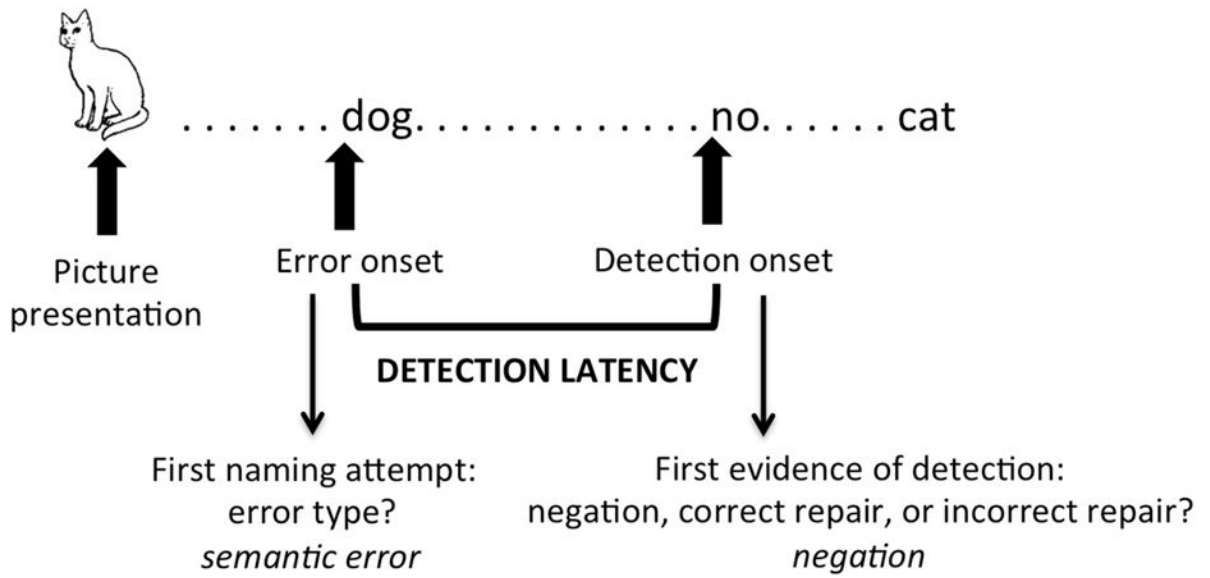 . . . . . . . dog. . . . . . . . . . . . . . no. . . . . . cat
Picture
presentation
Error onset
Detection onset
DETECTION LATENCY
First naming attempt:
error type?
semantic error
First evidence of detection:
negation, correct repair, or incorrect repair?
negation